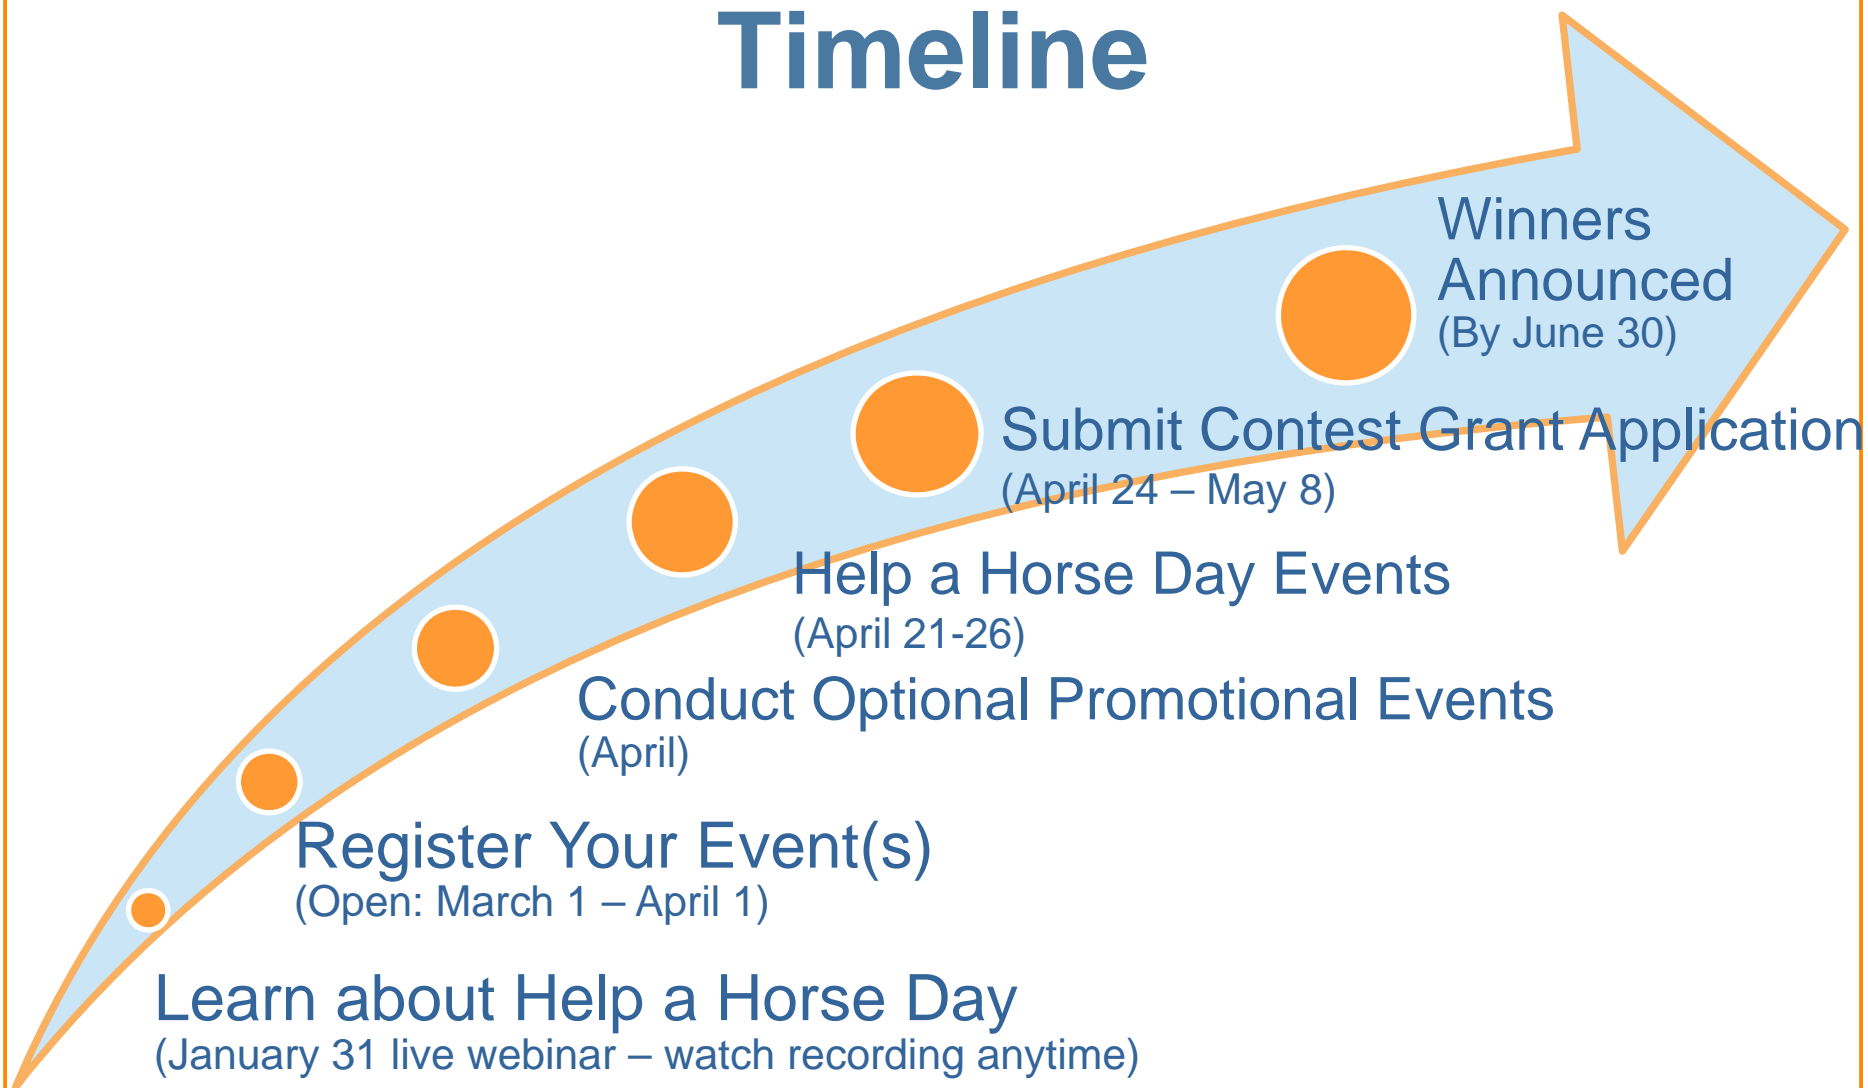 Timeline
Winners
Announced
(By June 30)
Submit Contest Grant Application
(April 24 – May 8)
Help a Horse Day Events
(April 21-26)
Conduct Optional Promotional Events
(April)
Register Your Event(s)
(Open: March 1 – April 1)
Learn about Help a Horse Day
(January 31 live webinar – watch recording anytime)